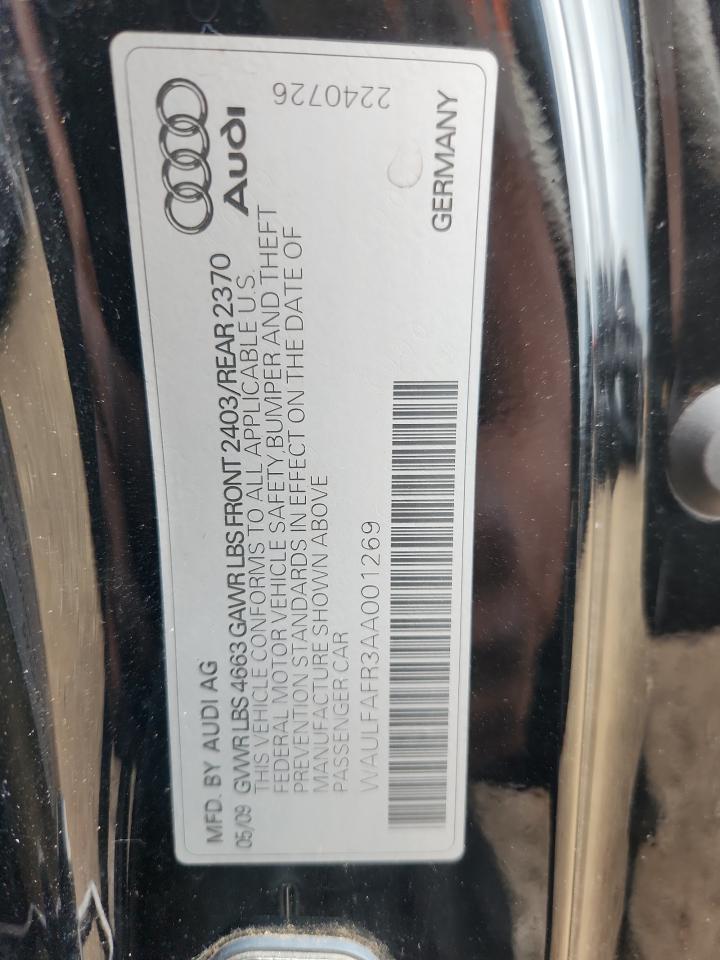 MFD. BY AUDI AG
05/09 GVWR LBS 4663 GAWR LBS FRONT 2403/REAR 2370
THIS VEHICLE CONFORMS TO ALL APPLICABLE U.S.
FEDERAL MOTOR VEHICLE SAFETY, BUMPER AND THEFT
PREVENTION STANDARDS IN EFFECT ON THE DATE OF
MANUFACTURE SHOWN ABOVE
PASSENGER CAR
WAULFAFR3AA001269
Audi
2240726
GERMANY